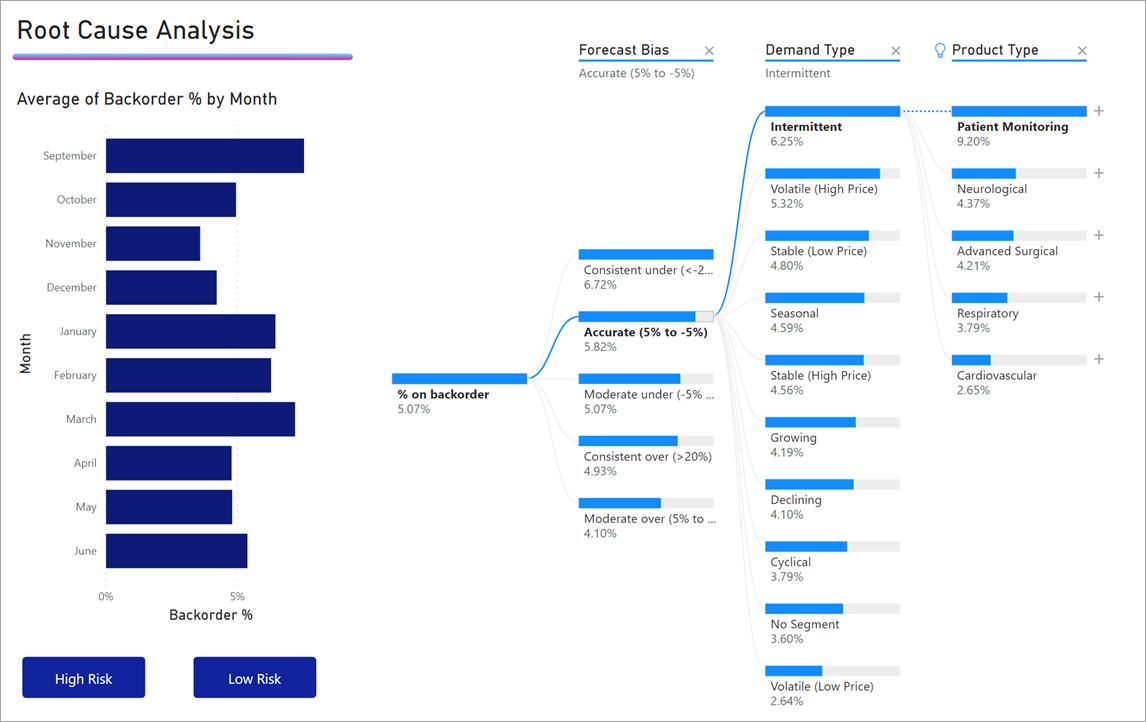 Root Cause Analysis
Average of Backorder % by Month
September
October
November
December
January
February
March
April
May
June
Month
0%
5%
Backorder %
High Risk
Low Risk
% on backorder
5.07%
Forecast Bias ×
Accurate (5% to -5%)
Consistent under (<-2...
6.72%
Accurate (5% to -5%)
5.82%
Moderate under (-5% ...
5.07%
Consistent over (>20%)
4.93%
Moderate over (5% to ...
4.10%
Demand Type ×
Intermittent
Intermittent
6.25%
Volatile (High Price)
5.32%
Stable (Low Price)
4.80%
Seasonal
4.59%
Stable (High Price)
4.56%
Growing
4.19%
Declining
4.10%
Cyclical
3.79%
No Segment
3.60%
Volatile (Low Price)
2.64%
Product Type ×
Patient Monitoring
9.20%
Neurological
4.37%
Advanced Surgical
4.21%
Respiratory
3.79%
Cardiovascular
2.65%